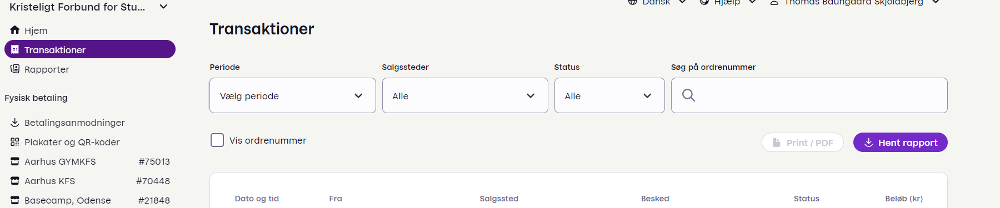 Kristeligt Forbund for Stu...
Dansk
Hjælp
Thomas Baungaard Skjoldbjerg
Hjem
Transaktioner
Rapporter
Fysisk betaling
Betalingsanmodninger
Plakater og QR-koder
Aarhus GYMKFS #75013
Aarhus KFS #70448
Basecamp, Odense #21848
Transaktioner
Periode Salgssteder Status Søg på ordrenummer
Vælg periode Alle Alle
Vis ordrenummer Print / PDF Hent rapport
Dato og tid Fra Salgssted Besked Status Beløb (kr)